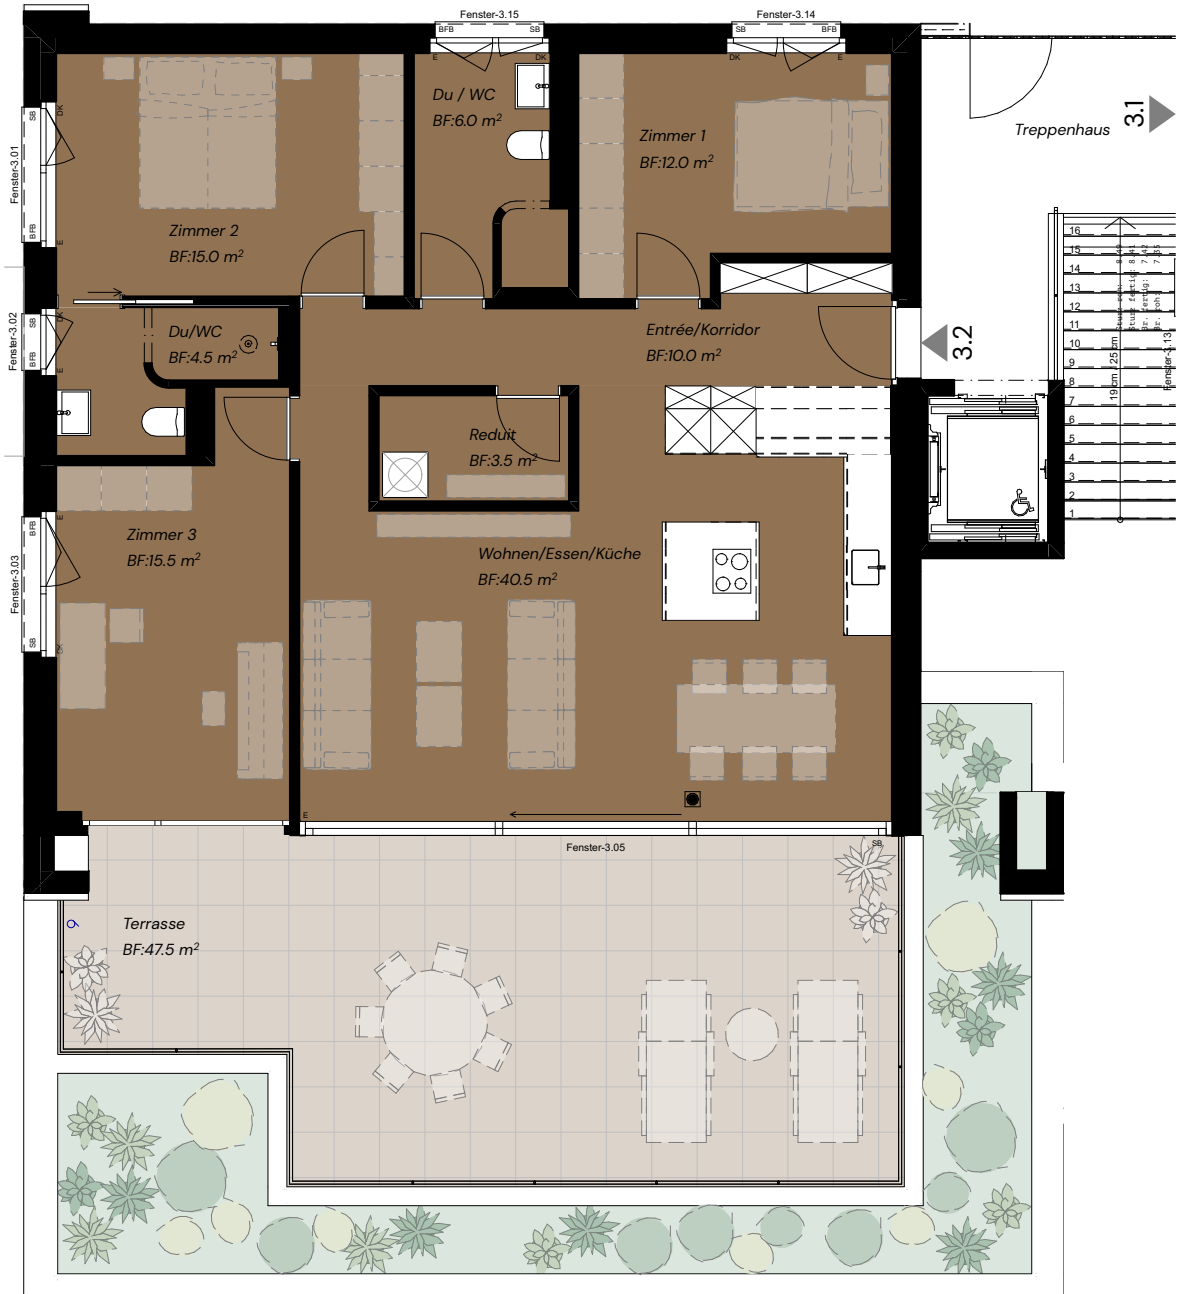 Fenster-3.15
Fenster-3.14
BFB
SB
SB
BFB
E
DK
DK
E
Du / WC
BF:6.0 m²
Zimmer 1
BF:12.0 m²
Treppenhaus
3.1
Fenster-3.01
SB
DK
BFB
E
Zimmer 2
BF:15.0 m²
Fenster-3.02
SB
DK
BFB
E
Du/WC
BF:4.5 m²
Entrée/Korridor
BF:10.0 m²
3.2
16
15
14
13
12
11
10
9
8
7
6
5
4
3
2
1
19 cm / 25 cm
Fenster-3.13
Reduit
BF:3.5 m²
Fenster-3.03
BFB
E
SB
DK
Zimmer 3
BF:15.5 m²
Wohnen/Essen/Küche
BF:40.5 m²
E
Fenster-3.05
SB
Terrasse
BF:47.5 m²
9